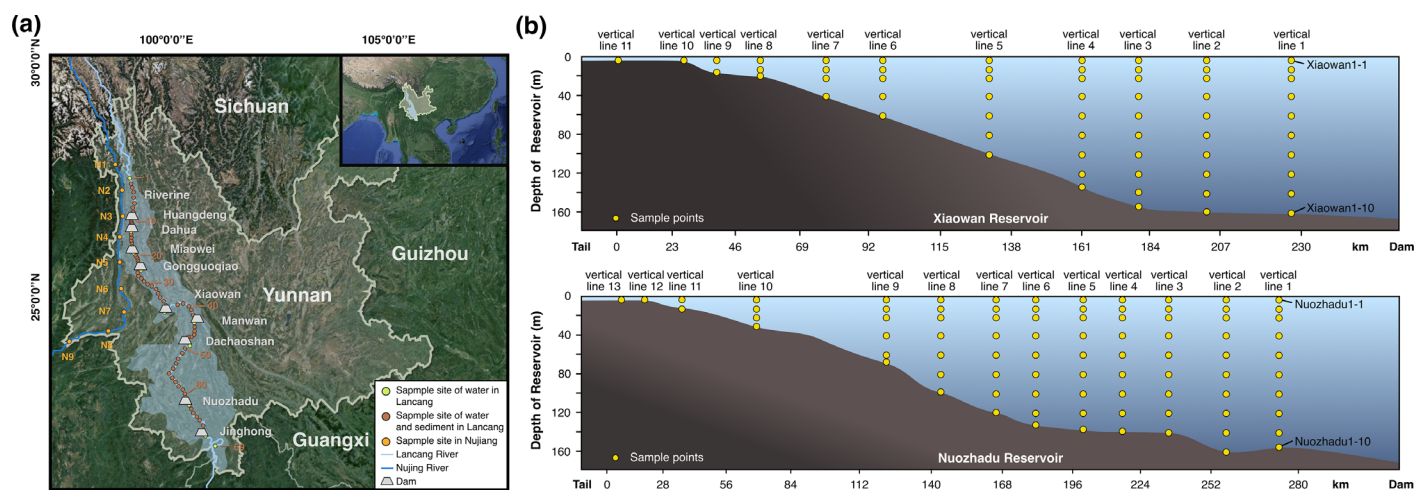 (a)
100°0'0''E
105°0'0''E
30°0'0''N
25°0'0''N
Sichuan
N1
N2
Riverine
N3
Huangdeng
10
Dahua
N4
Miaowei
20
Guizhou
N5
Gongguoqiao
30
N6
Xiaowan
Yunnan
40
N7
Manwan
N8
Dachaoshan
N9
50
60
Nuozhadu
Jinghong
Guangxi
Sapmple site of water in
Lancang
Sapmple site of water
and sediment in Lancang
Sapmple site in Nujiang
Lancang River
Nujing River
Dam
(b)
vertical line 11
vertical line 10
vertical line 9
vertical line 8
vertical line 7
vertical line 6
vertical line 5
vertical line 4
vertical line 3
vertical line 2
vertical line 1
Depth of Reservoir (m)
0
40
80
120
160
Xiaowan1-1
Xiaowan1-10
Sample points
Xiaowan Reservoir
Tail 0 23 46 69 92 115 138 161 184 207 230 km Dam
vertical line 13
vertical line 12
vertical line 11
vertical line 10
vertical line 9
vertical line 8
vertical line 7
vertical line 6
vertical line 5
vertical line 4
vertical line 3
vertical line 2
vertical line 1
Depth of Reservoir (m)
0
40
80
120
160
Nuozhadu1-1
Nuozhadu1-10
Sample points
Nuozhadu Reservoir
Tail 0 28 56 84 112 140 168 196 224 252 280 km Dam